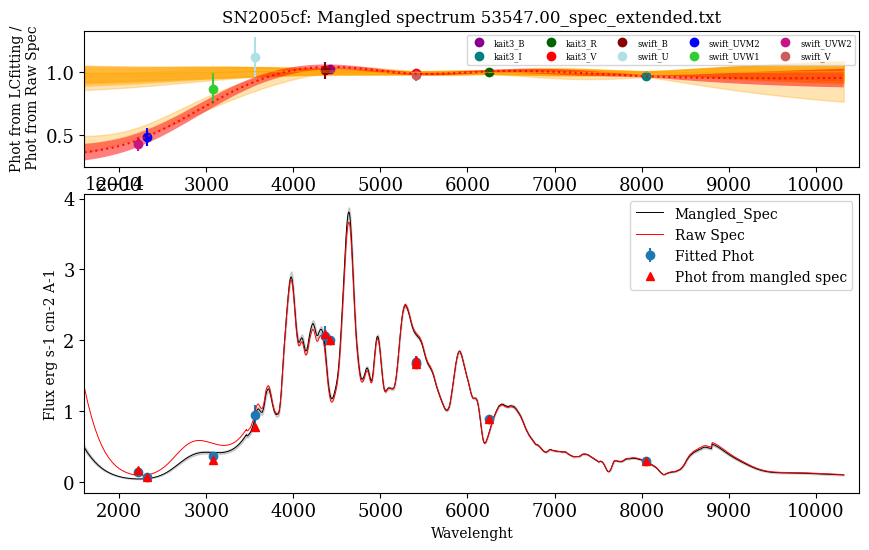 SN2005cf: Mangled spectrum 53547.00_spec_extended.txt
Phot from LCfitting /
Phot from Raw Spec
1.0
0.5
kait3_B kait3_R swift_B swift_UVM2 swift_UVW2
kait3_I kait3_V swift_U swift_UVW1 swift_V
2000 3000 4000 5000 6000 7000 8000 9000 10000
1e−14
Flux erg s-1 cm-2 A-1
4
3
2
1
0
Mangled_Spec
Raw Spec
Fitted Phot
Phot from mangled spec
2000 3000 4000 5000 6000 7000 8000 9000 10000
Wavelenght